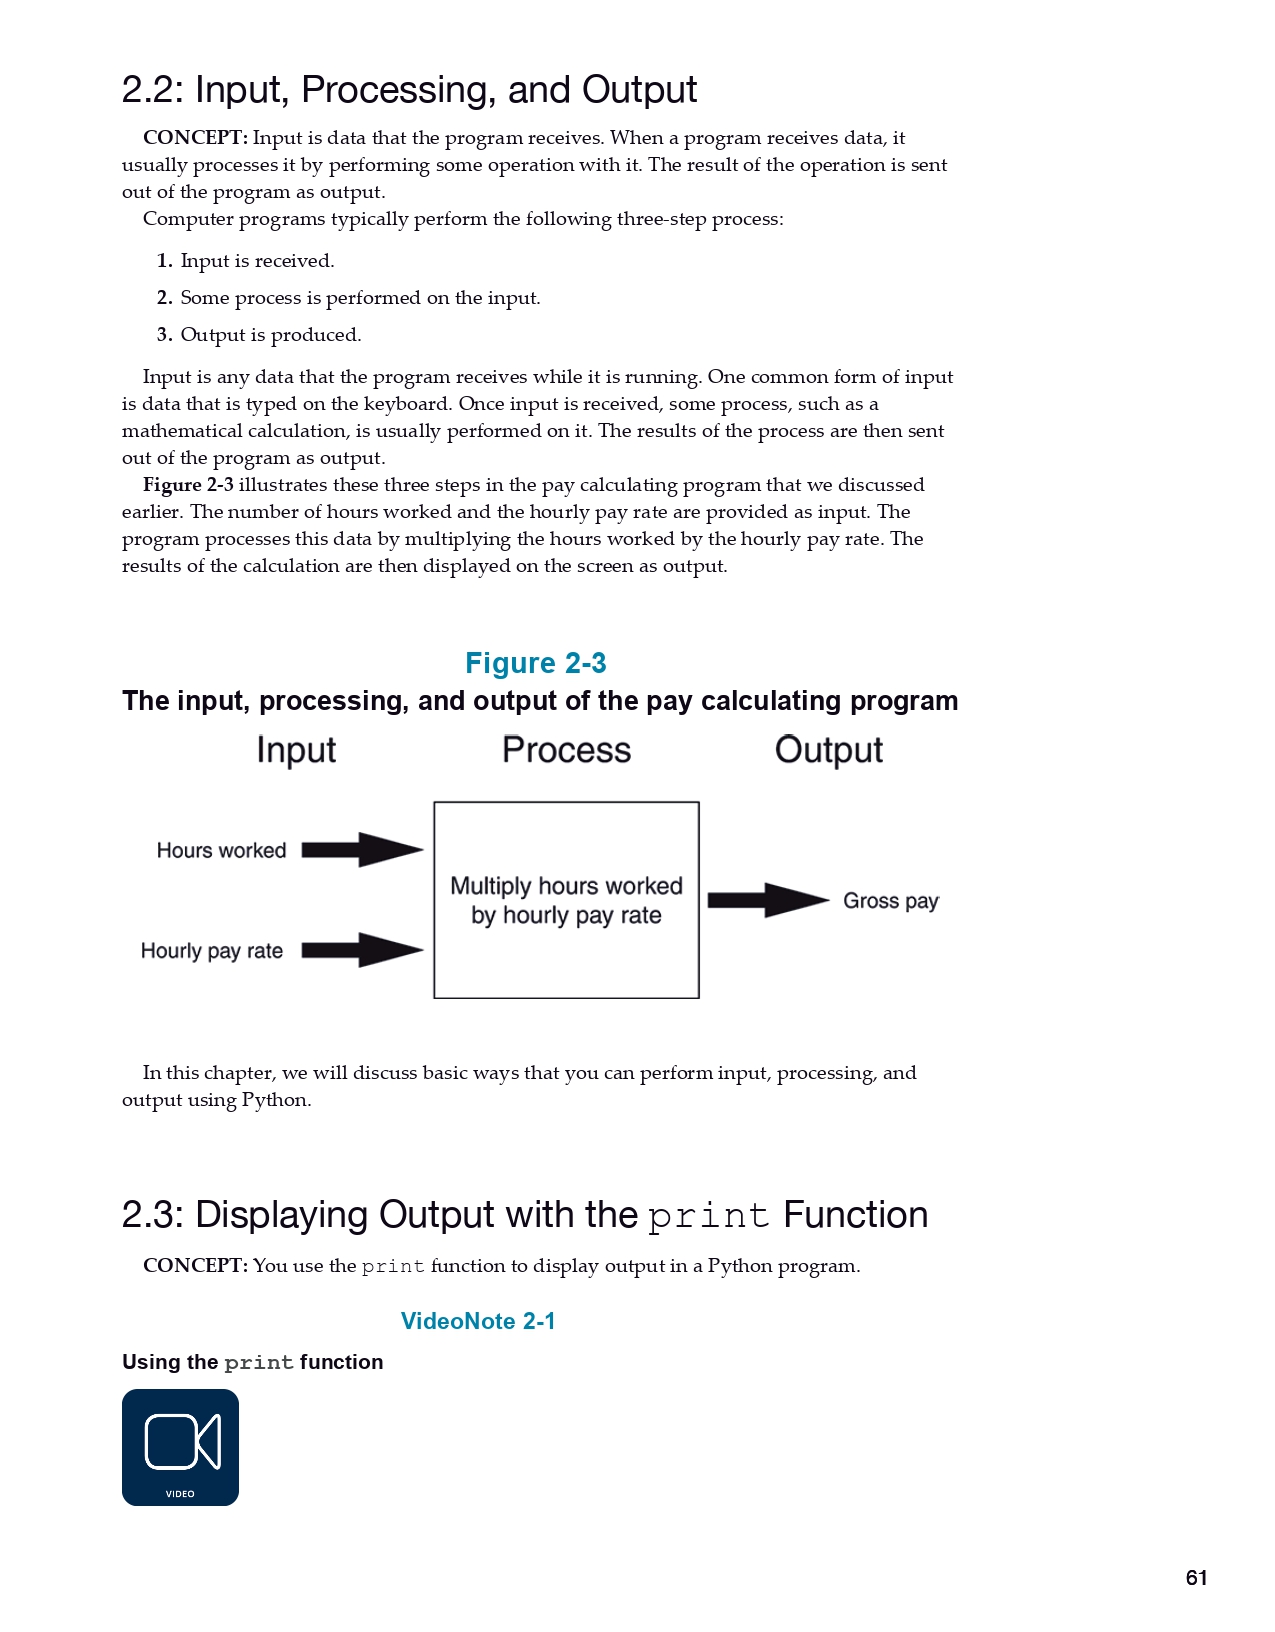 2.2: Input, Processing, and Output
CONCEPT: Input is data that the program receives. When a program receives data, it
usually processes it by performing some operation with it. The result of the operation is sent
out of the program as output.
Computer programs typically perform the following three-step process:
1. Input is received.
2. Some process is performed on the input.
3. Output is produced.
Input is any data that the program receives while it is running. One common form of input
is data that is typed on the keyboard. Once input is received, some process, such as a
mathematical calculation, is usually performed on it. The results of the process are then sent
out of the program as output.
Figure 2-3 illustrates these three steps in the pay calculating program that we discussed
earlier. The number of hours worked and the hourly pay rate are provided as input. The
program processes this data by multiplying the hours worked by the hourly pay rate. The
results of the calculation are then displayed on the screen as output.
Figure 2-3
The input, processing, and output of the pay calculating program
Input Process Output
Hours worked
Multiply hours worked
by hourly pay rate
Gross pay
Hourly pay rate
In this chapter, we will discuss basic ways that you can perform input, processing, and
output using Python.
2.3: Displaying Output with the print Function
CONCEPT: You use the print function to display output in a Python program.
VideoNote 2-1
Using the print function
VIDEO
61